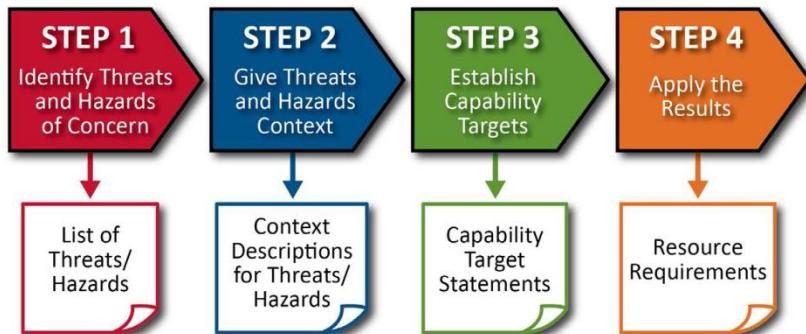 STEP 1
Identify Threats
and Hazards
of Concern
STEP 2
Give Threats
and Hazards
Context
STEP 3
Establish
Capability
Targets
STEP 4
Apply the
Results
List of
Threats/
Hazards
Context
Descriptions
for Threats/
Hazards
Capability
Target
Statements
Resource
Requirements